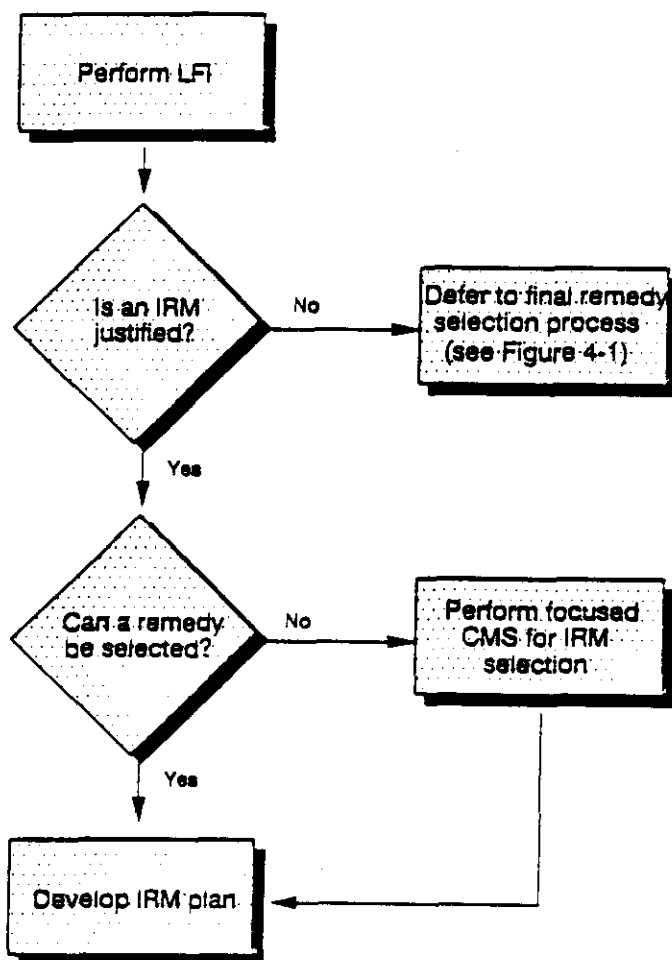 Perform LFI
Is an IRM
justified?
No
Defer to final remedy
selection process
(see Figure 4-1)
Yes
Can a remedy
be selected?
No
Perform focused
CMS for IRM
selection
Yes
Develop IRM plan